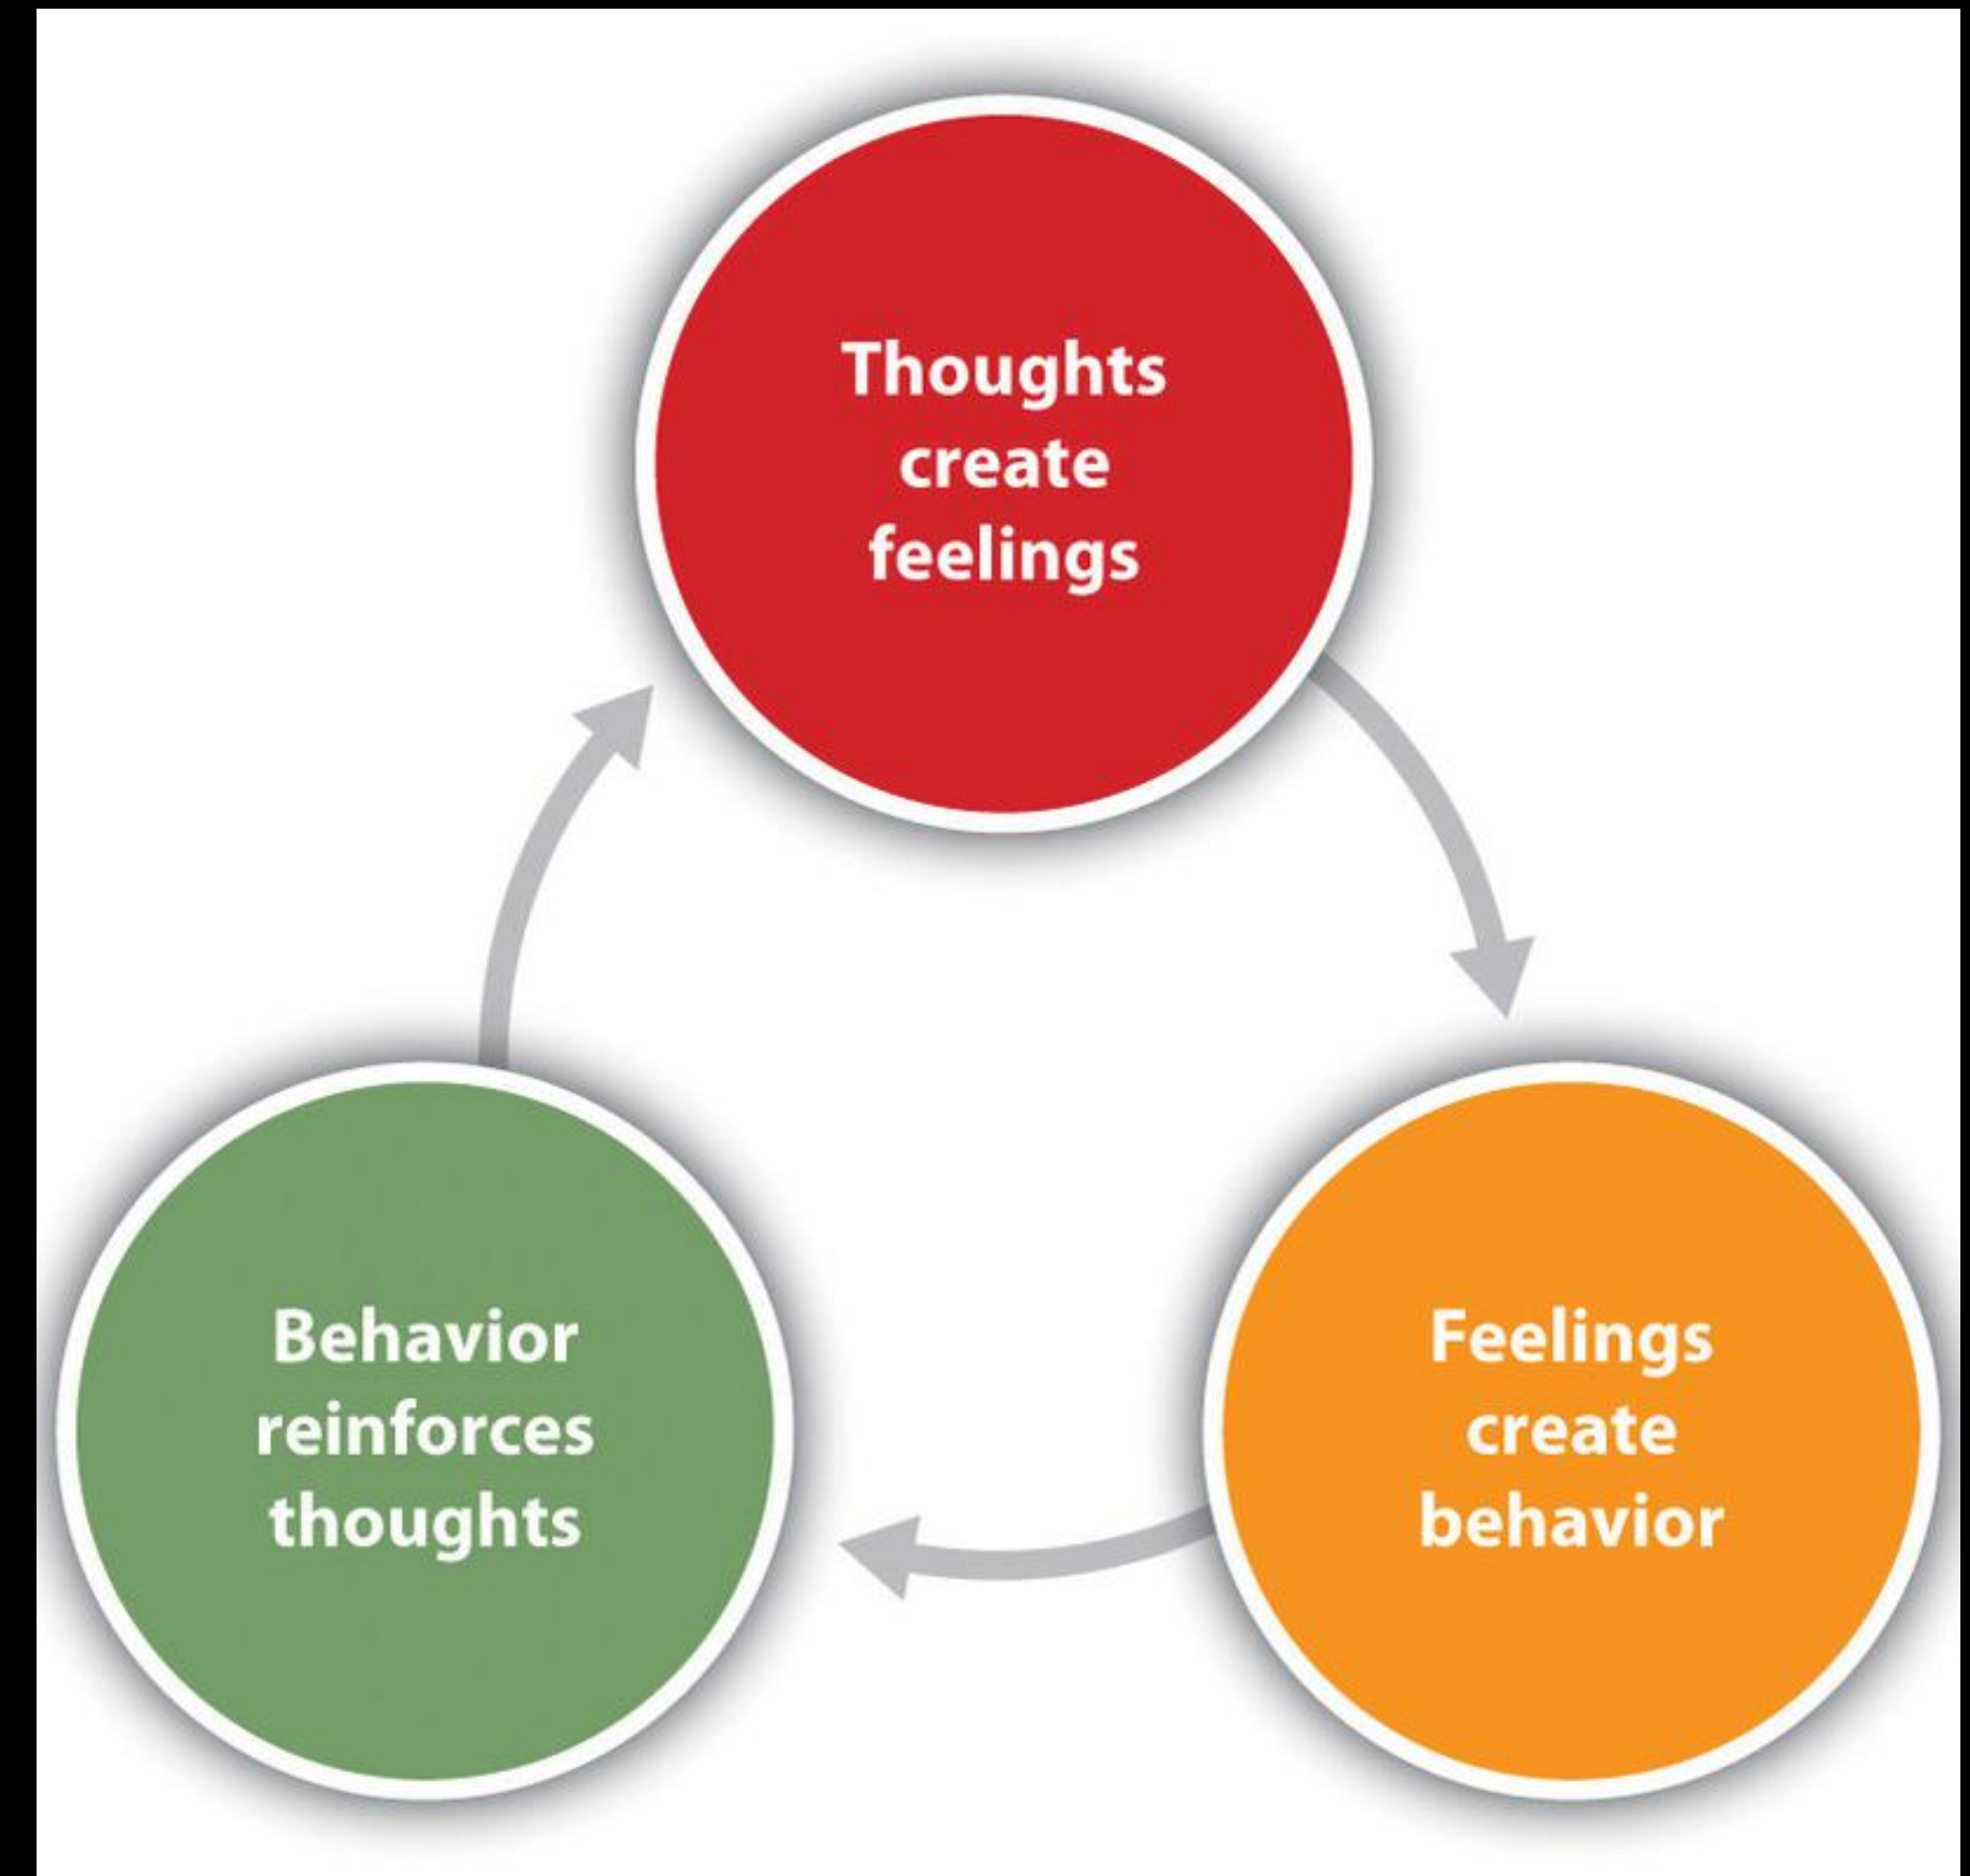 Thoughts
create
feelings
Feelings
create
behavior
Behavior
reinforces
thoughts